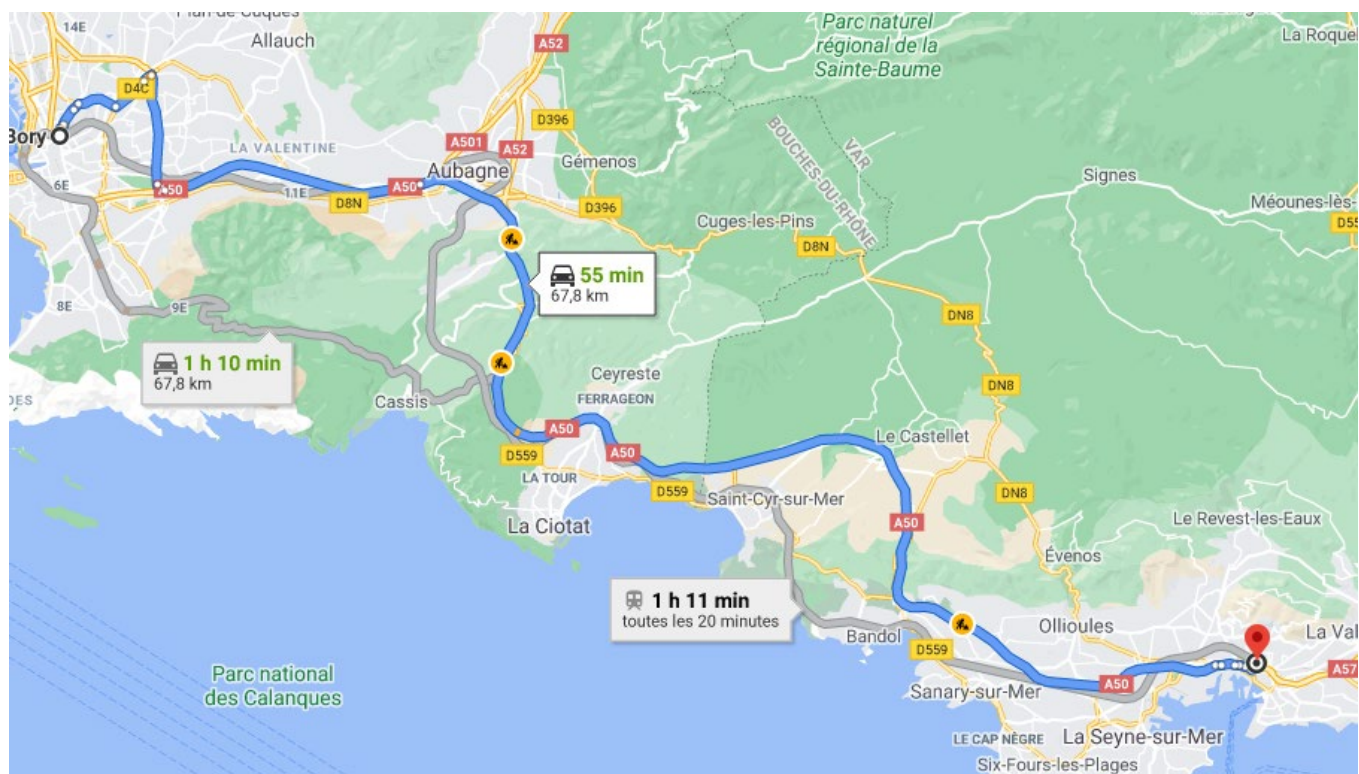 Plan de Cuques
14E
Allauch
A52
Parc naturel
régional de la
Sainte-Baume
La Roque
D4C
Bory
LA VALENTINE
A501
A52
D396
Gémenos
Aubagne
6E
A50
11E
D8N
A50
D396
Cuges-les-Pins
D8N
BOUCHES-DU-RHÔNE
VAR
Signes
Méounes-lès-
D55
55 min
67,8 km
8E
9E
1 h 10 min
67,8 km
DES
Cassis
Ceyreste
FERRAGEON
DN8
DN8
A50
D559
A50
LA TOUR
D559
La Ciotat
Saint-Cyr-sur-Mer
Le Castellet
A50
DN8
Le Revest-les-Eaux
Évenos
1 h 11 min
toutes les 20 minutes
Bandol
D559
Ollioules
La Val
A57
A50
Sanary-sur-Mer
Parc national
des Calanques
LE CAP NÈGRE
La Seyne-sur-Mer
Six-Fours-les-Plages